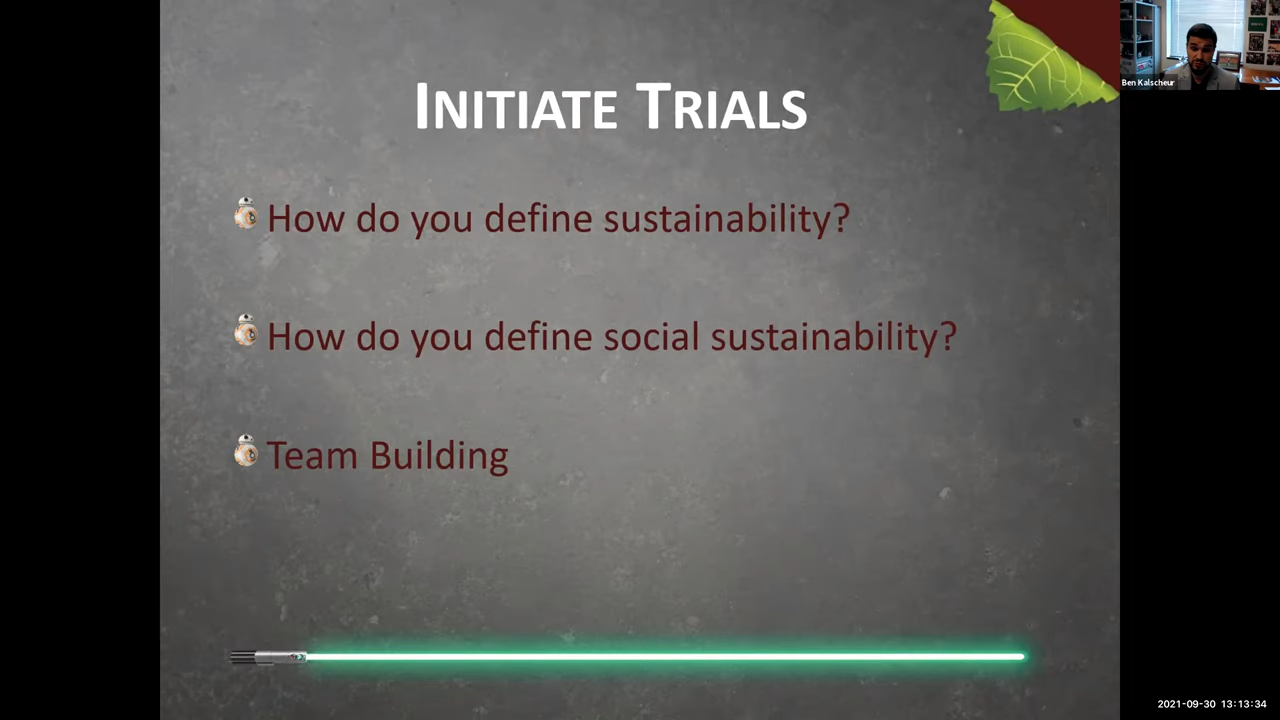 INITIATE TRIALS
How do you define sustainability?
How do you define social sustainability?
Team Building
Ben Kalscheur
2021-09-30 13:13:34